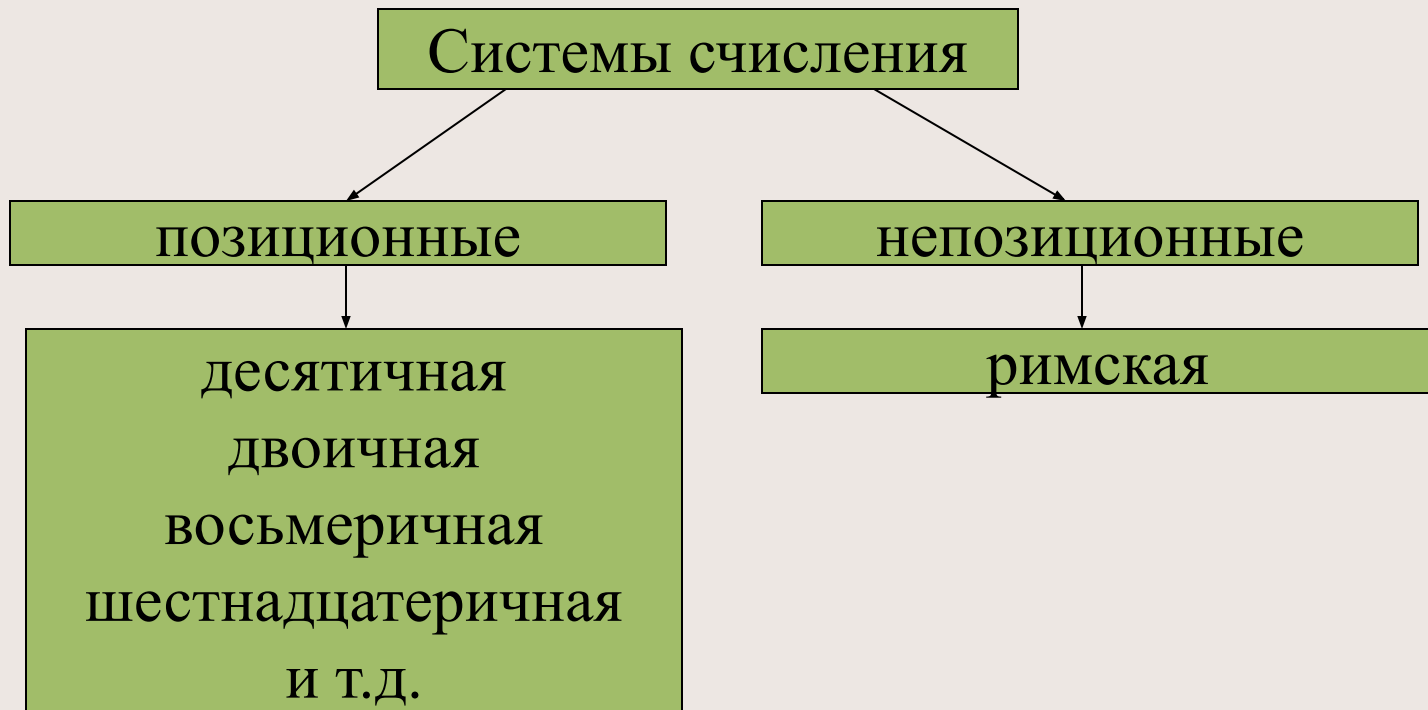 Системы счисления
позиционные
непозиционные
десятичная
двоичная
восьмеричная
шестнадцатеричная
и т.д.
римская